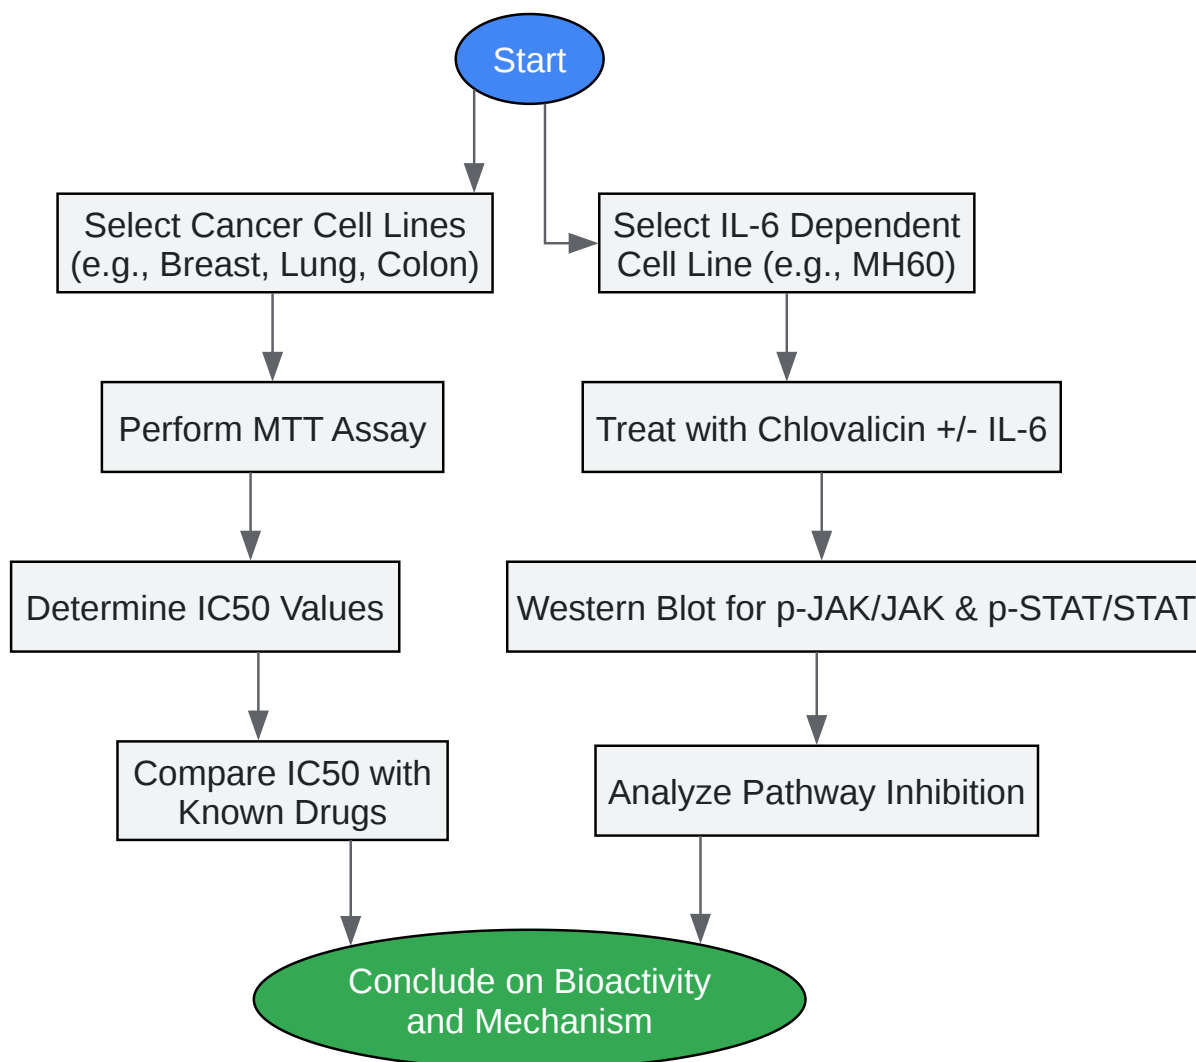 Start
Select Cancer Cell Lines
(e.g., Breast, Lung, Colon)
Select IL-6 Dependent
Cell Line (e.g., MH60)
Perform MTT Assay
Treat with Chlovalicin +/- IL-6
Determine IC50 Values
Western Blot for p-JAK/JAK & p-STAT/STAT
Compare IC50 with
Known Drugs
Analyze Pathway Inhibition
Conclude on Bioactivity
and Mechanism